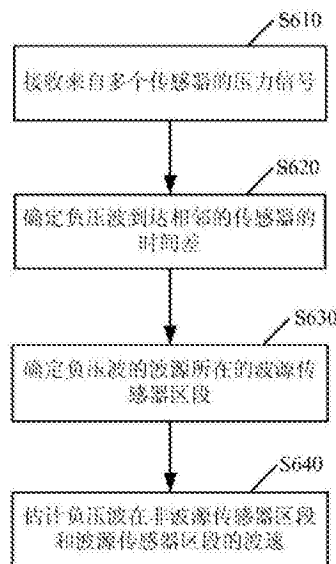 S610
接收来自多个传感器的压力信号
S620
确定负压波到达相邻的传感器的
时间差
S630
确定负压波的波源所在的波源传
感器区段
S640
估计负压波在非波源传感器区段
和波源传感器区段的波速